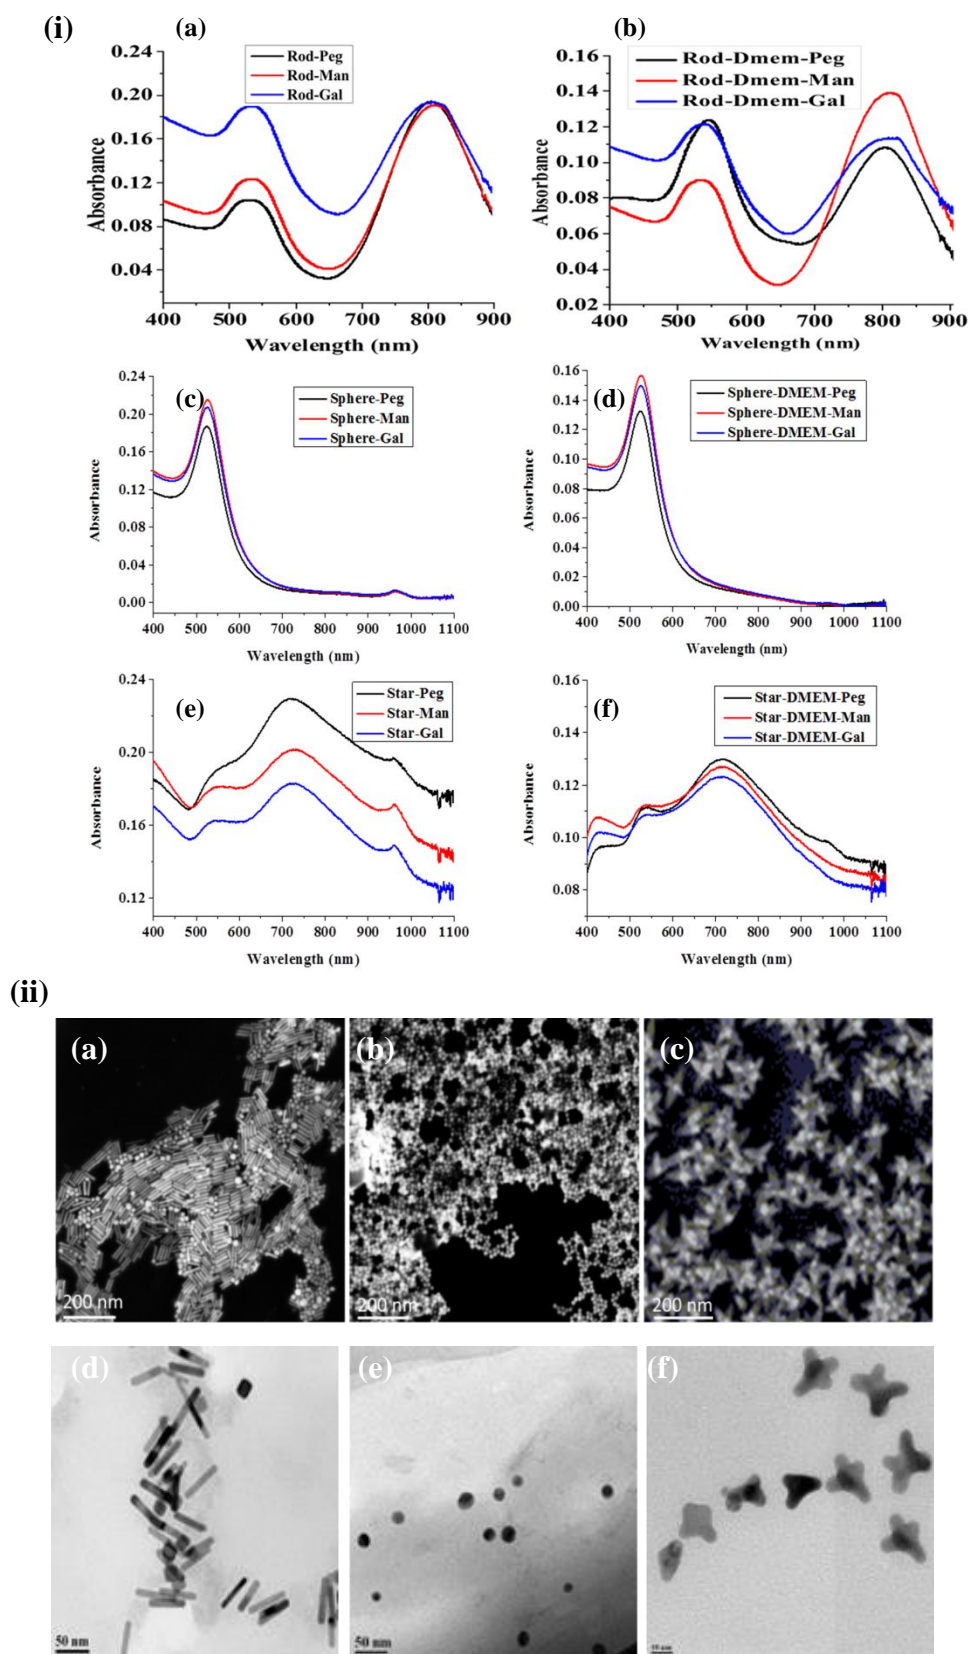 (i)
(a)
(b)
0.24
0.20
0.16
0.12
0.08
0.04
Absorbance
Rod-Peg
Rod-Man
Rod-Gal
400 500 600 700 800 900
Wavelength (nm)
0.16
0.14
0.12
0.10
0.08
0.06
0.04
0.02
Absorbance
Rod-Dmem-Peg
Rod-Dmem-Man
Rod-Dmem-Gal
400 500 600 700 800 900
Wavelength (nm)
(c)
0.24
0.20
0.16
0.12
0.08
0.04
0.00
Absorbance
Sphere-Peg
Sphere-Man
Sphere-Gal
400 500 600 700 800 900 1000 1100
Wavelength (nm)
(d)
0.16
0.14
0.12
0.10
0.08
0.06
0.04
0.02
0.00
Absorbance
Sphere-DMEM-Peg
Sphere-DMEM-Man
Sphere-DMEM-Gal
400 500 600 700 800 900 1000 1100
Wavelength (nm)
(e)
0.24
0.20
0.16
0.12
Absorbance
Star-Peg
Star-Man
Star-Gal
400 500 600 700 800 900 1000 1100
Wavelength (nm)
(f)
0.16
0.14
0.12
0.10
0.08
Absorbance
Star-DMEM-Peg
Star-DMEM-Man
Star-DMEM-Gal
400 500 600 700 800 900 1000 1100
Wavelength (nm)
(ii)
(a)
200 nm
(b)
200 nm
(c)
200 nm
(d)
50 nm
(e)
50 nm
(f)